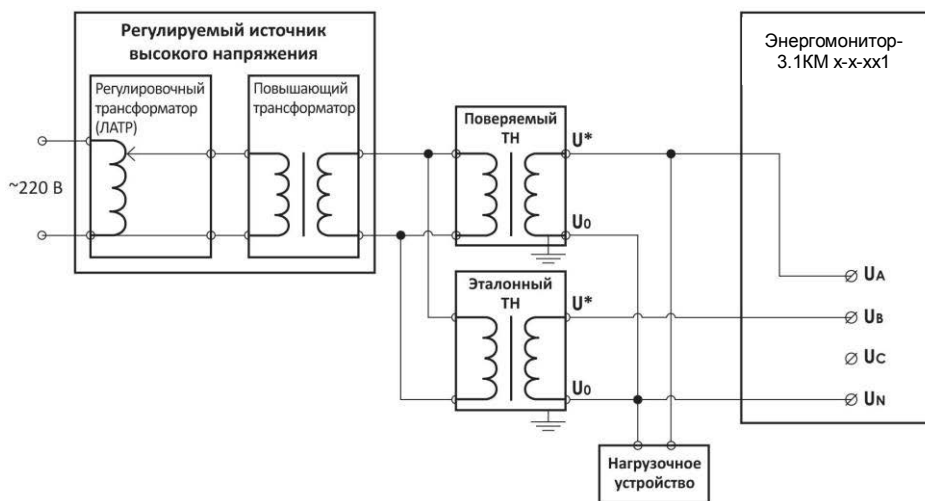 Регулируемый источник
высокого напряжения
Регулировочный
трансформатор
(ЛАТР)
Повышающий
трансформатор
~220 В
Поверяемый
ТН
U*
U0
Эталонный
ТН
U*
U0
Энергомонитор-
3.1КМ х-х-хх1
UA
UB
UC
UN
Нагрузочное
устройство